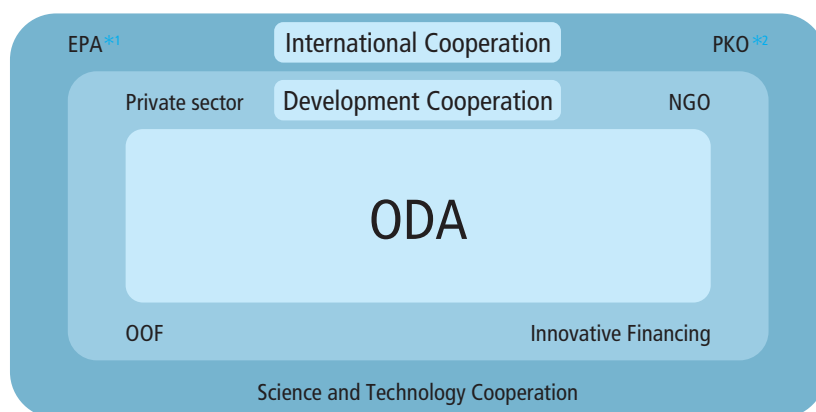 EPA*1 International Cooperation PKO*2
Private sector Development Cooperation NGO
ODA
OOF Innovative Financing
Science and Technology Cooperation